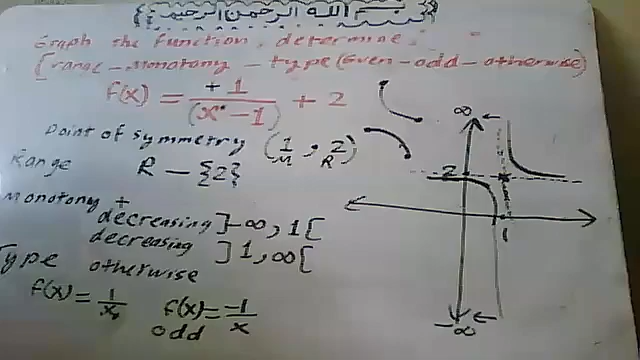 بسم الله الرحمن الرحيم
Graph the function, determine:
[range - monotony - type (even - odd - otherwise)
f(x) = +1/(x - 1) + 2
Point of symmetry (1, 2)
M R
Range R - {2}
monotony +
decreasing ]-∞, 1[
decreasing ]1, ∞[
Type otherwise
f(x) = 1/x, f(x) = -1/x
odd
∞
2
1
-∞